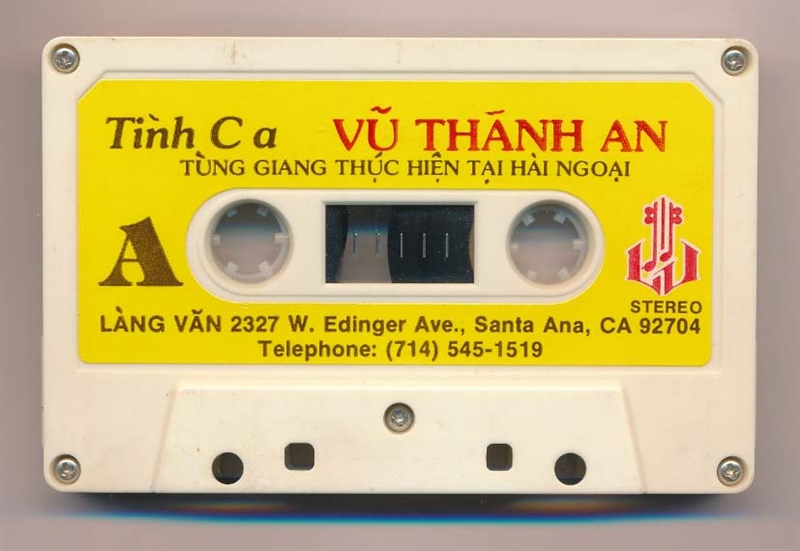 Tình Ca VŨ THÀNH AN
TÙNG GIANG THỰC HIỆN TẠI HẢI NGOẠI
A
STEREO
LÀNG VĂN 2327 W. Edinger Ave., Santa Ana, CA 92704
Telephone: (714) 545-1519